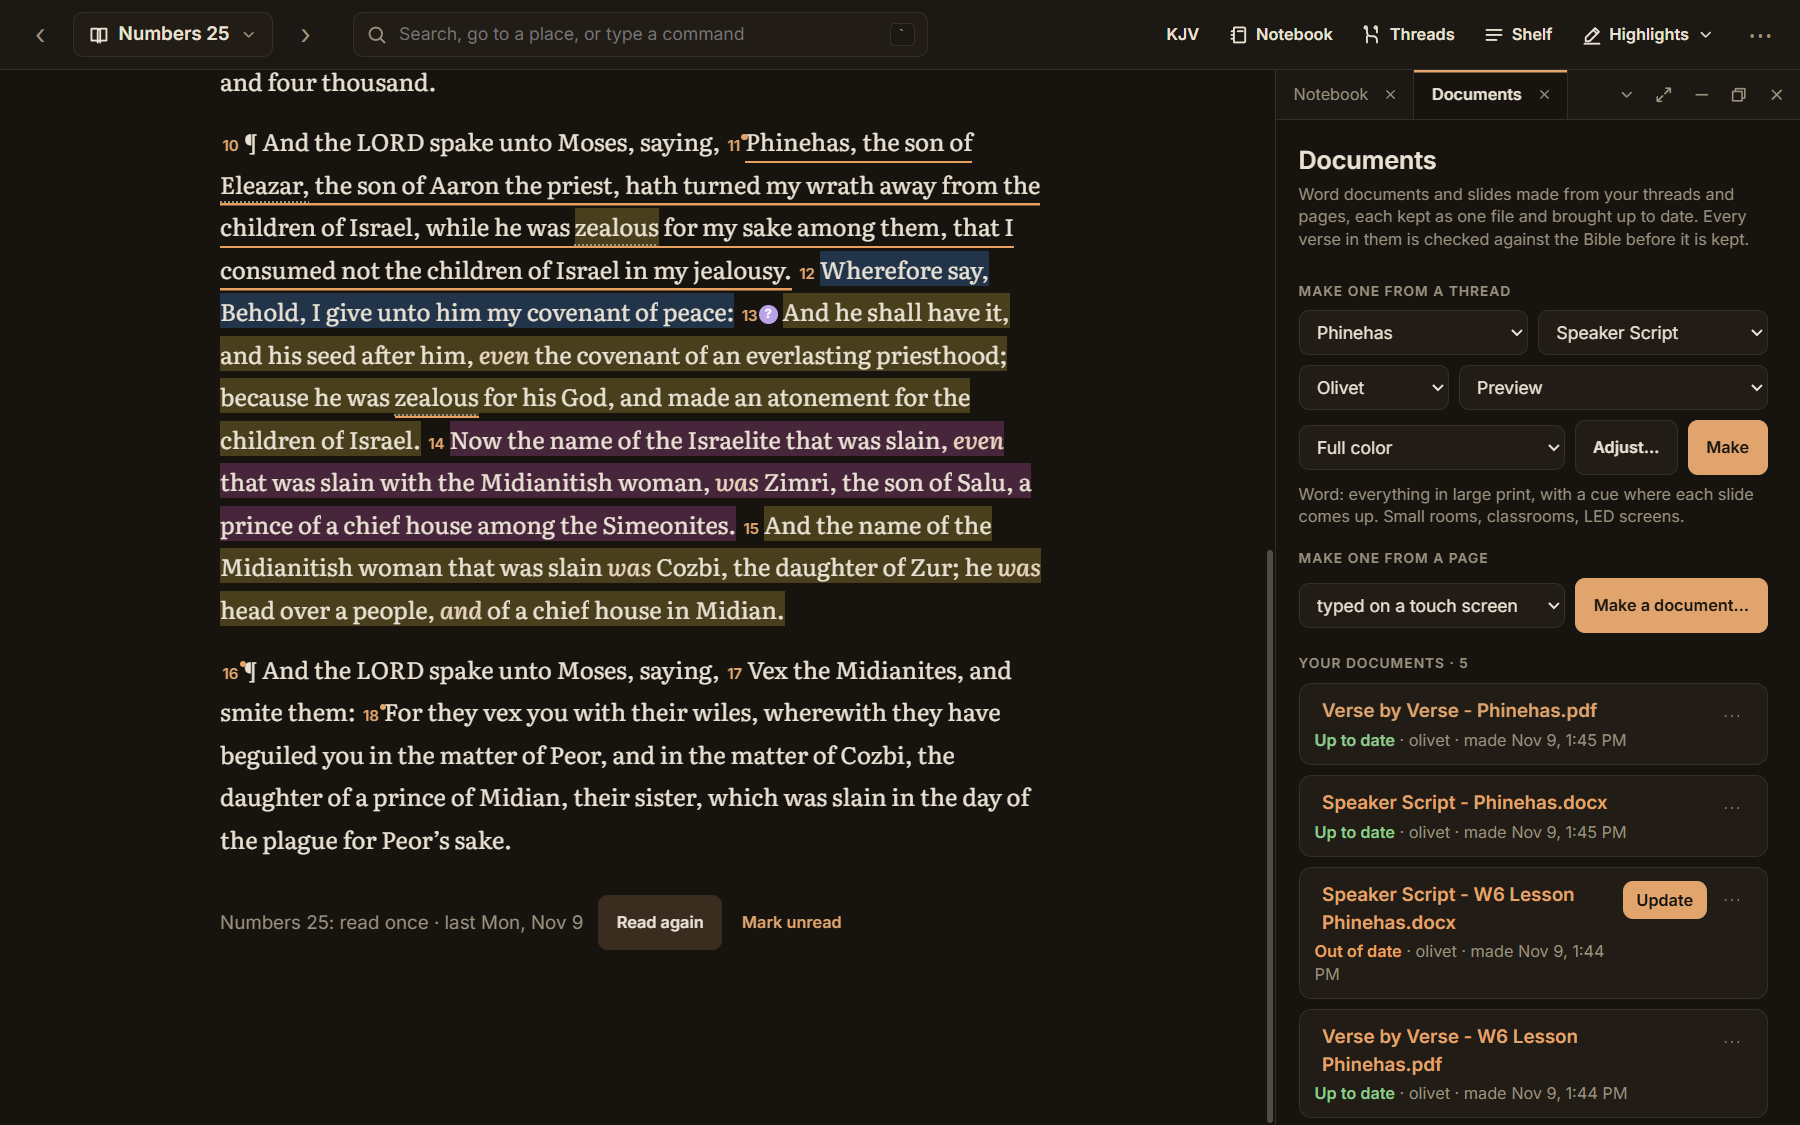 Numbers 25
Search, go to a place, or type a command
`
KJV
Notebook
Threads
Shelf
Highlights
and four thousand.
10 ¶ And the LORD spake unto Moses, saying, 11 Phinehas, the son of
Eleazar, the son of Aaron the priest, hath turned my wrath away from the
children of Israel, while he was zealous for my sake among them, that I
consumed not the children of Israel in my jealousy. 12 Wherefore say,
Behold, I give unto him my covenant of peace: 13 ? And he shall have it,
and his seed after him, even the covenant of an everlasting priesthood;
because he was zealous for his God, and made an atonement for the
children of Israel. 14 Now the name of the Israelite that was slain, even
that was slain with the Midianitish woman, was Zimri, the son of Salu, a
prince of a chief house among the Simeonites. 15 And the name of the
Midianitish woman that was slain was Cozbi, the daughter of Zur; he was
head over a people, and of a chief house in Midian.
16 ¶ And the LORD spake unto Moses, saying, 17 Vex the Midianites, and
smite them: 18 For they vex you with their wiles, wherewith they have
beguiled you in the matter of Peor, and in the matter of Cozbi, the
daughter of a prince of Midian, their sister, which was slain in the day of
the plague for Peor’s sake.
Numbers 25: read once · last Mon, Nov 9
Read again
Mark unread
Notebook
Documents
Documents
Word documents and slides made from your threads and
pages, each kept as one file and brought up to date. Every
verse in them is checked against the Bible before it is kept.
MAKE ONE FROM A THREAD
Phinehas
Speaker Script
Olivet
Preview
Full color
Adjust...
Make
Word: everything in large print, with a cue where each slide
comes up. Small rooms, classrooms, LED screens.
MAKE ONE FROM A PAGE
typed on a touch screen
Make a document...
YOUR DOCUMENTS · 5
Verse by Verse - Phinehas.pdf
Up to date · olivet · made Nov 9, 1:45 PM
Speaker Script - Phinehas.docx
Up to date · olivet · made Nov 9, 1:45 PM
Speaker Script - W6 Lesson
Phinehas.docx
Update
Out of date · olivet · made Nov 9, 1:44
PM
Verse by Verse - W6 Lesson
Phinehas.pdf
Up to date · olivet · made Nov 9, 1:44 PM